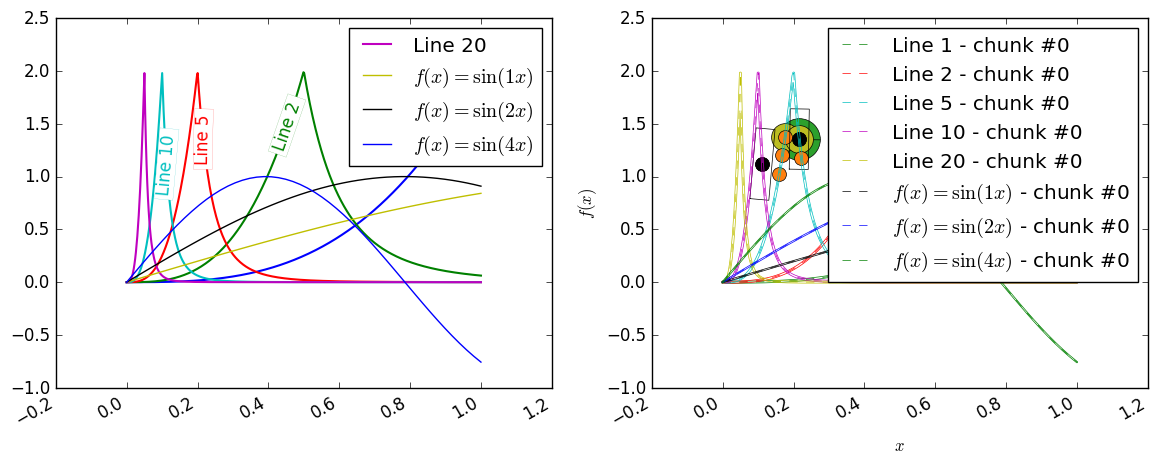 2.5
2.0
1.5
1.0
0.5
0.0
−0.5
−1.0
−0.2
0.0
0.2
0.4
0.6
0.8
1.0
1.2
Line 10
Line 5
Line 2
Line 20
f(x) = sin(1x)
f(x) = sin(2x)
f(x) = sin(4x)
f(x)
2.5
2.0
1.5
1.0
0.5
0.0
−0.5
−1.0
−0.2
0.0
0.2
0.4
0.6
0.8
1.0
1.2
x
Line 1 - chunk #0
Line 2 - chunk #0
Line 5 - chunk #0
Line 10 - chunk #0
Line 20 - chunk #0
f(x) = sin(1x) - chunk #0
f(x) = sin(2x) - chunk #0
f(x) = sin(4x) - chunk #0